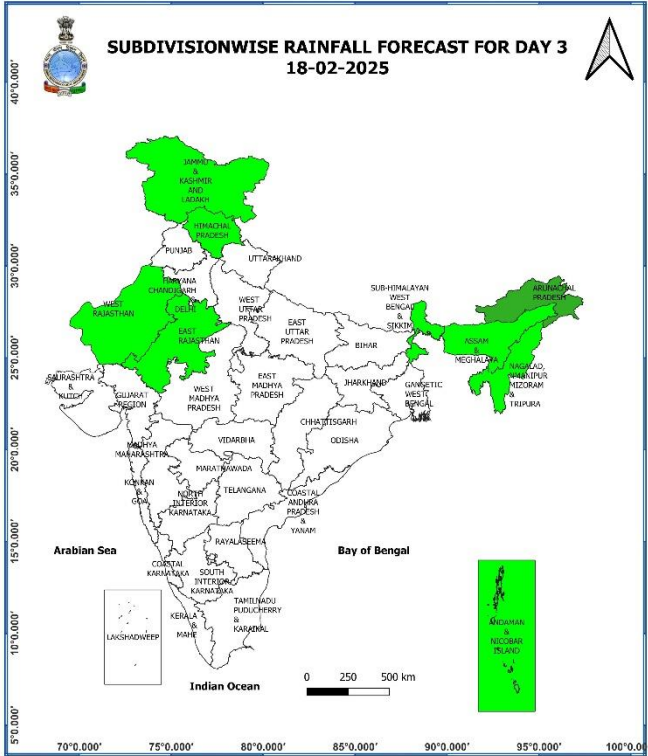 SUBDIVISIONWISE RAINFALL FORECAST FOR DAY 3
18-02-2025
40°0.000'
35°0.000'
30°0.000'
25°0.000'
20°0.000'
15°0.000'
10°0.000'
5°0.000'
JAMMU
&
KASHMIR
AND
LADAKH
HIMACHAL
PRADESH
PUNJAB
UTTARAKHAND
HARYANA
CHANDIGARH
&
DELHI
WEST
RAJASTHAN
EAST
RAJASTHAN
WEST
UTTAR
PRADESH
EAST
UTTAR
PRADESH
SUB-HIMALAYAN
WEST
BENGAL
&
SIKKIM
ARUNACHAL
PRADESH
ASSAM
&
MEGHALAYA
NAGALAD,
MANIPUR
MIZORAM
&
TRIPURA
BIHAR
SAURASHTRA
&
KUTCH
GUJARAT
REGION
WEST
MADHYA
PRADESH
EAST
MADHYA
PRADESH
JHARKHAND
GANGETIC
WEST
BENGAL
CHHATTISGARH
ODISHA
VIDARBHA
MADHYA
MAHARASHTRA
MARATHAWADA
KONKAN
&
GOA
NORTH
INTERIOR
KARNATAKA
TELANGANA
COASTAL
ANDHRA
PRADESH
&
YANAM
RAYALASEEMA
Arabian Sea
Bay of Bengal
COASTAL
KARNATAKA
SOUTH
INTERIOR
KARNATAKA
TAMILNADU
PUDUCHERRY
&
KARAIKAL
KERALA
&
MAHE
LAKSHADWEEP
ANDAMAN
&
NICOBAR
ISLAND
Indian Ocean
0 250 500 km
70°0.000' 75°0.000' 80°0.000' 85°0.000' 90°0.000' 95°0.000' 100°0.000'